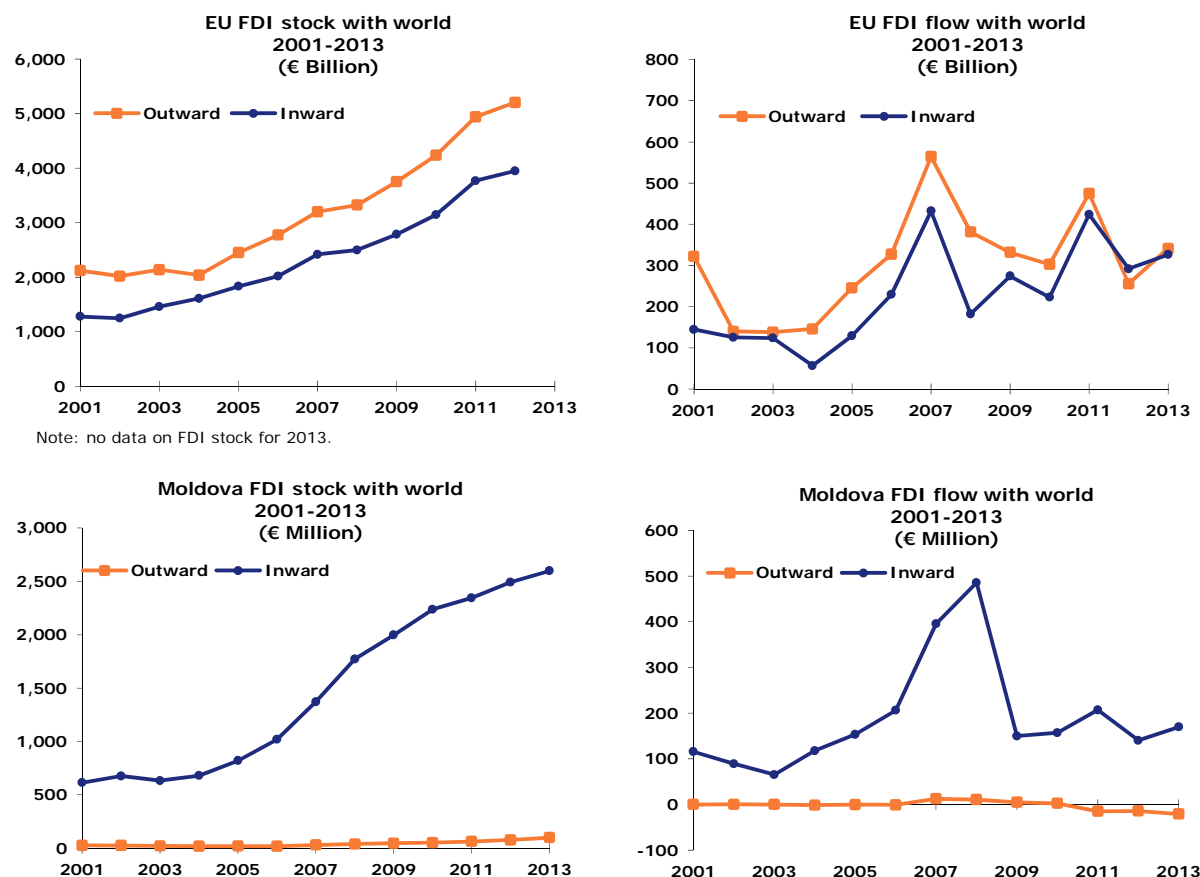 EU FDI stock with world
2001-2013
(€ Billion)
6,000
5,000
4,000
3,000
2,000
1,000
0
Outward Inward
2001 2003 2005 2007 2009 2011 2013
Note: no data on FDI stock for 2013.
EU FDI flow with world
2001-2013
(€ Billion)
800
700
600
500
400
300
200
100
0
Outward Inward
2001 2003 2005 2007 2009 2011 2013
Moldova FDI stock with world
2001-2013
(€ Million)
3,000
2,500
2,000
1,500
1,000
500
0
Outward Inward
2001 2003 2005 2007 2009 2011 2013
Moldova FDI flow with world
2001-2013
(€ Million)
600
500
400
300
200
100
0
-100
Outward Inward
2001 2003 2005 2007 2009 2011 2013